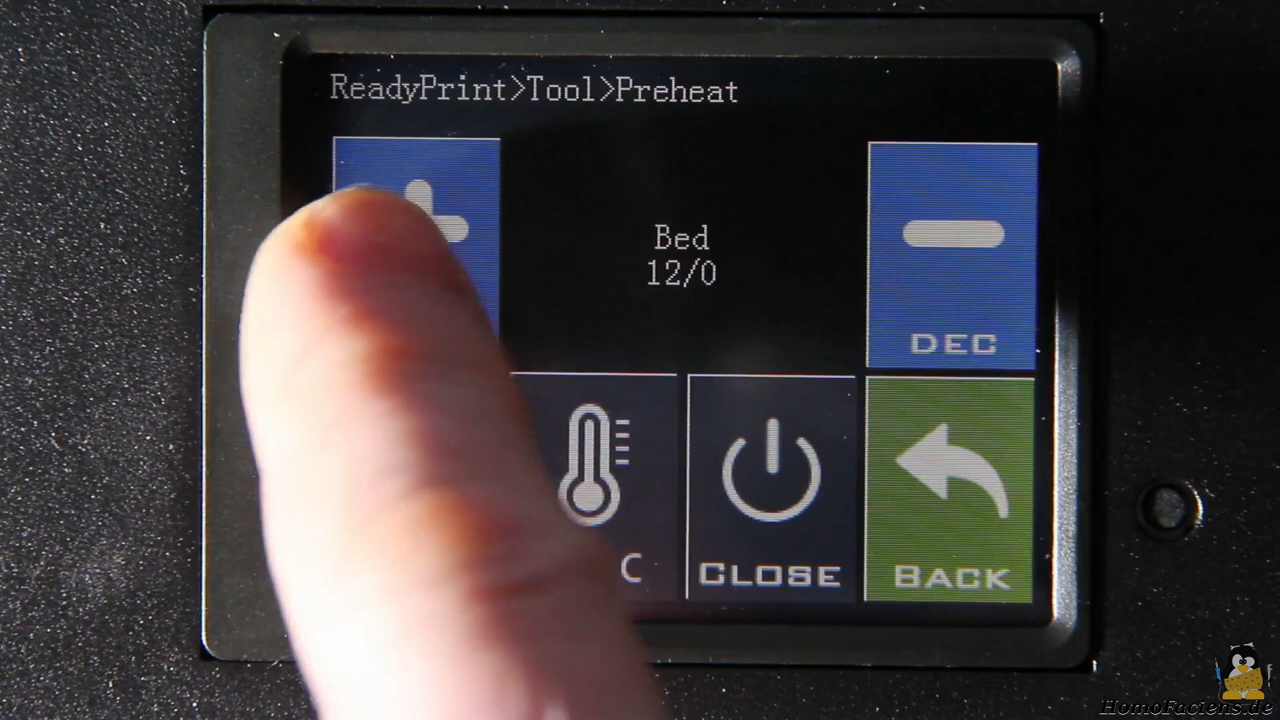 ReadyPrint>Tool>Preheat
Bed
12/0
DEC
C
CLOSE
BACK
HomoFaciens.de